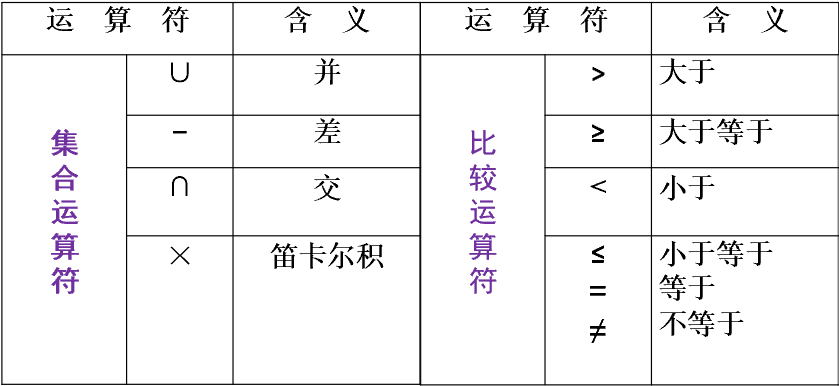 运 算 符 含 义 运 算 符 含 义
集合运算符
∪ 并
– 差
∩ 交
× 笛卡尔积
比较运算符
> 大于
≥ 大于等于
< 小于
≤ 小于等于
= 等于
≠ 不等于